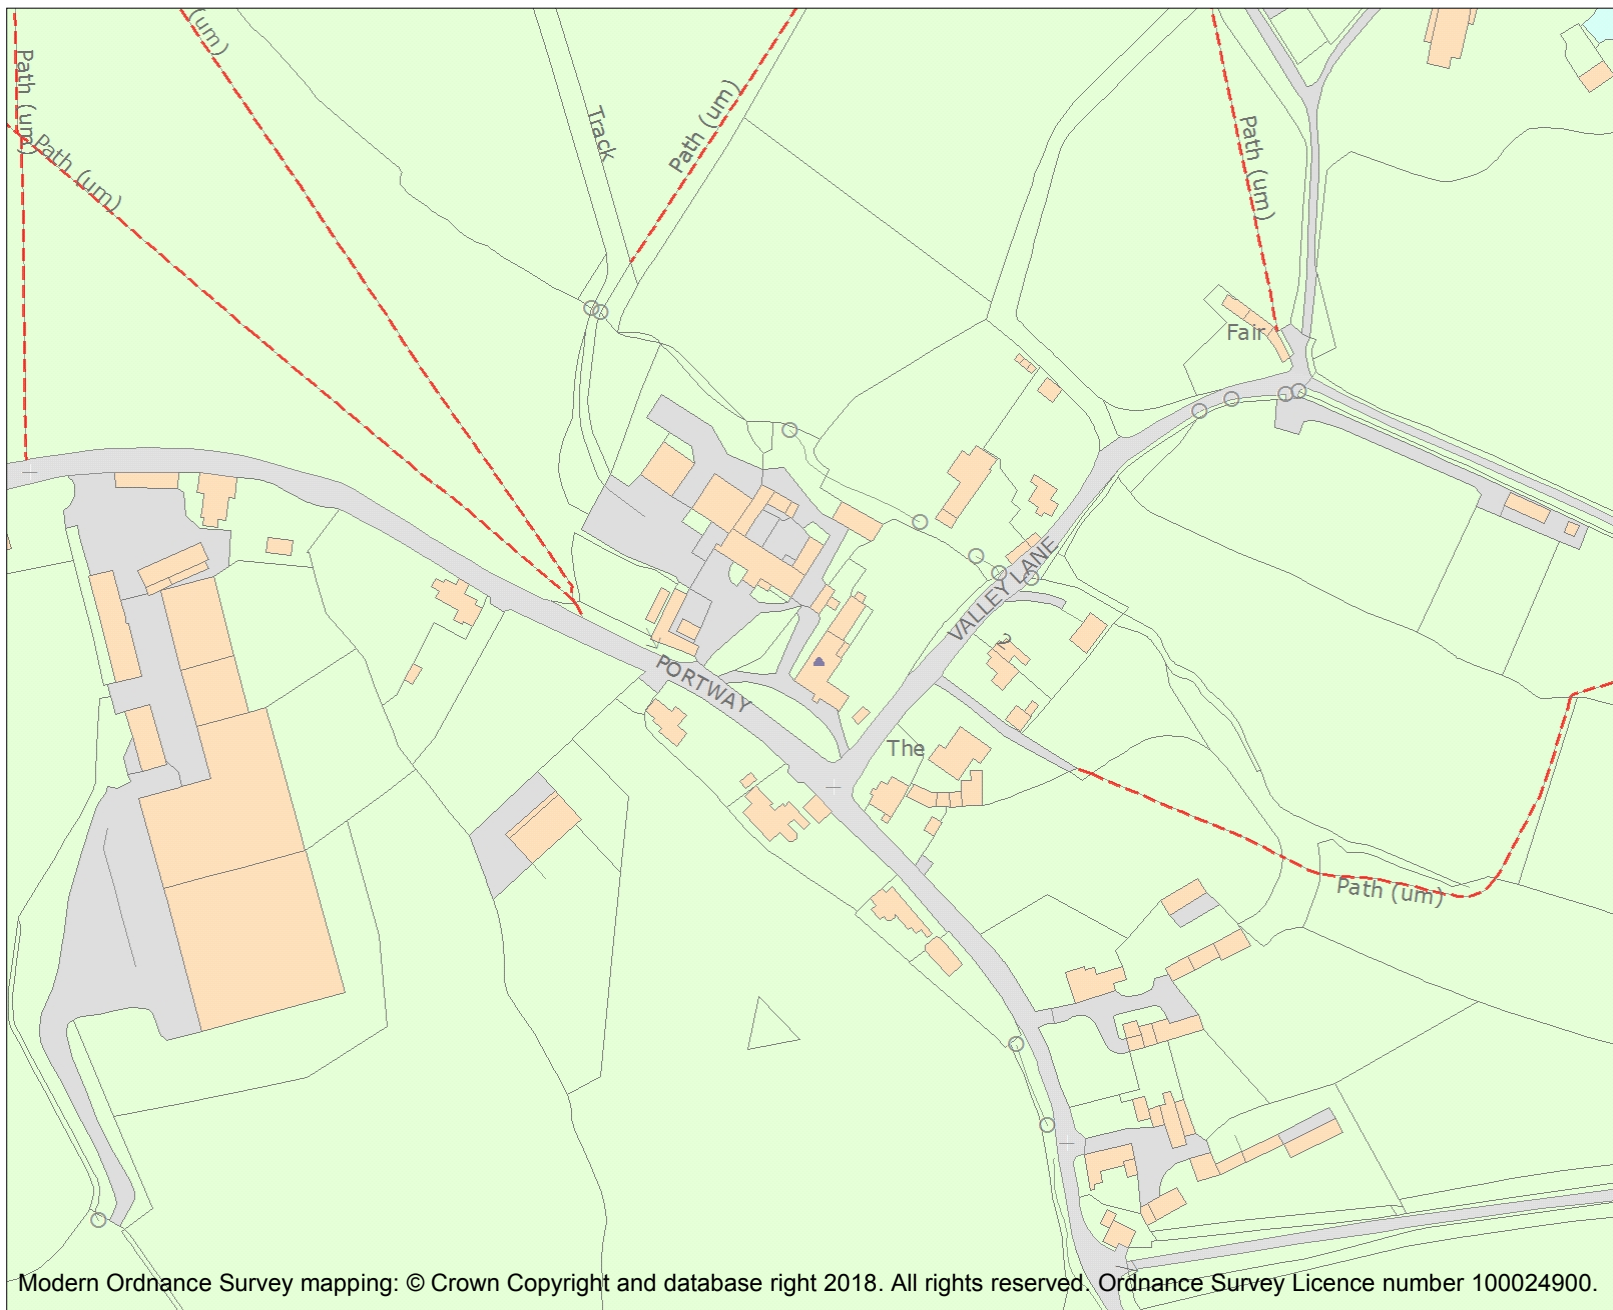 Path (um)
(um)
Path (um)
Track
Path (um)
Path (um)
Fair
VALLEY LANE
2
PORTWAY
The
Path (um)
Modern Ordnance Survey mapping: © Crown Copyright and database right 2018. All rights reserved. Ordnance Survey Licence number 100024900.